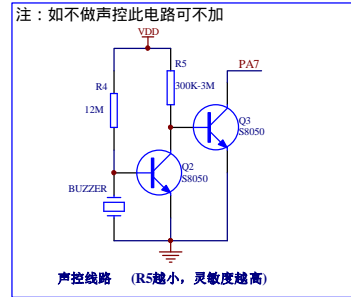 注：如不做声控此电路可不加
VDD
R5
300K-3M
PA7
R4
12M
Q3
S8050
Q2
S8050
BUZZER
声控线路 (R5越小，灵敏度越高)